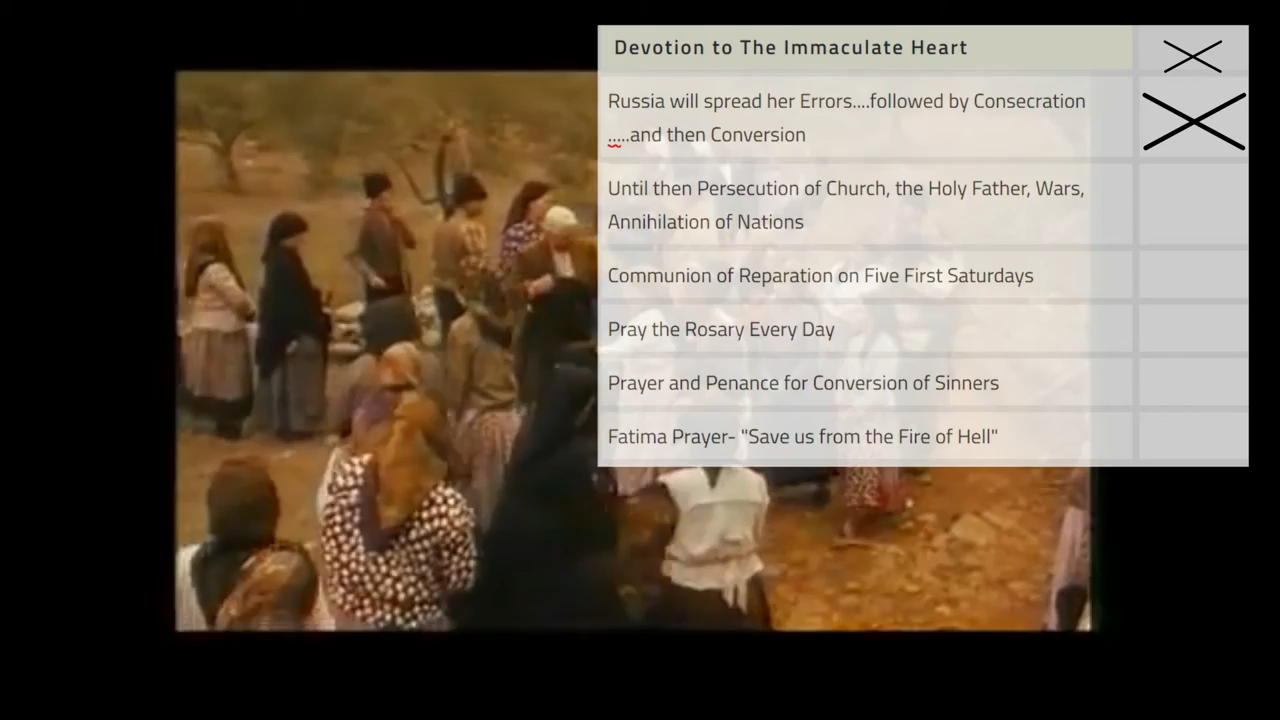 Devotion to The Immaculate Heart
Russia will spread her Errors....followed by Consecration
.....and then Conversion
Until then Persecution of Church, the Holy Father, Wars,
Annihilation of Nations
Communion of Reparation on Five First Saturdays
Pray the Rosary Every Day
Prayer and Penance for Conversion of Sinners
Fatima Prayer- "Save us from the Fire of Hell"